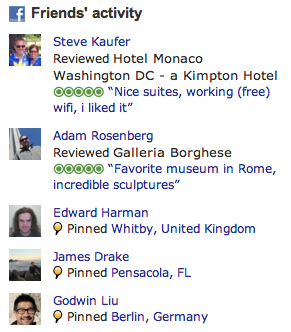 Friends' activity
Steve Kaufer
Reviewed Hotel Monaco
Washington DC - a Kimpton Hotel
“Nice suites, working (free)
wifi, i liked it”
Adam Rosenberg
Reviewed Galleria Borghese
“Favorite museum in Rome,
incredible sculptures”
Edward Harman
Pinned Whitby, United Kingdom
James Drake
Pinned Pensacola, FL
Godwin Liu
Pinned Berlin, Germany